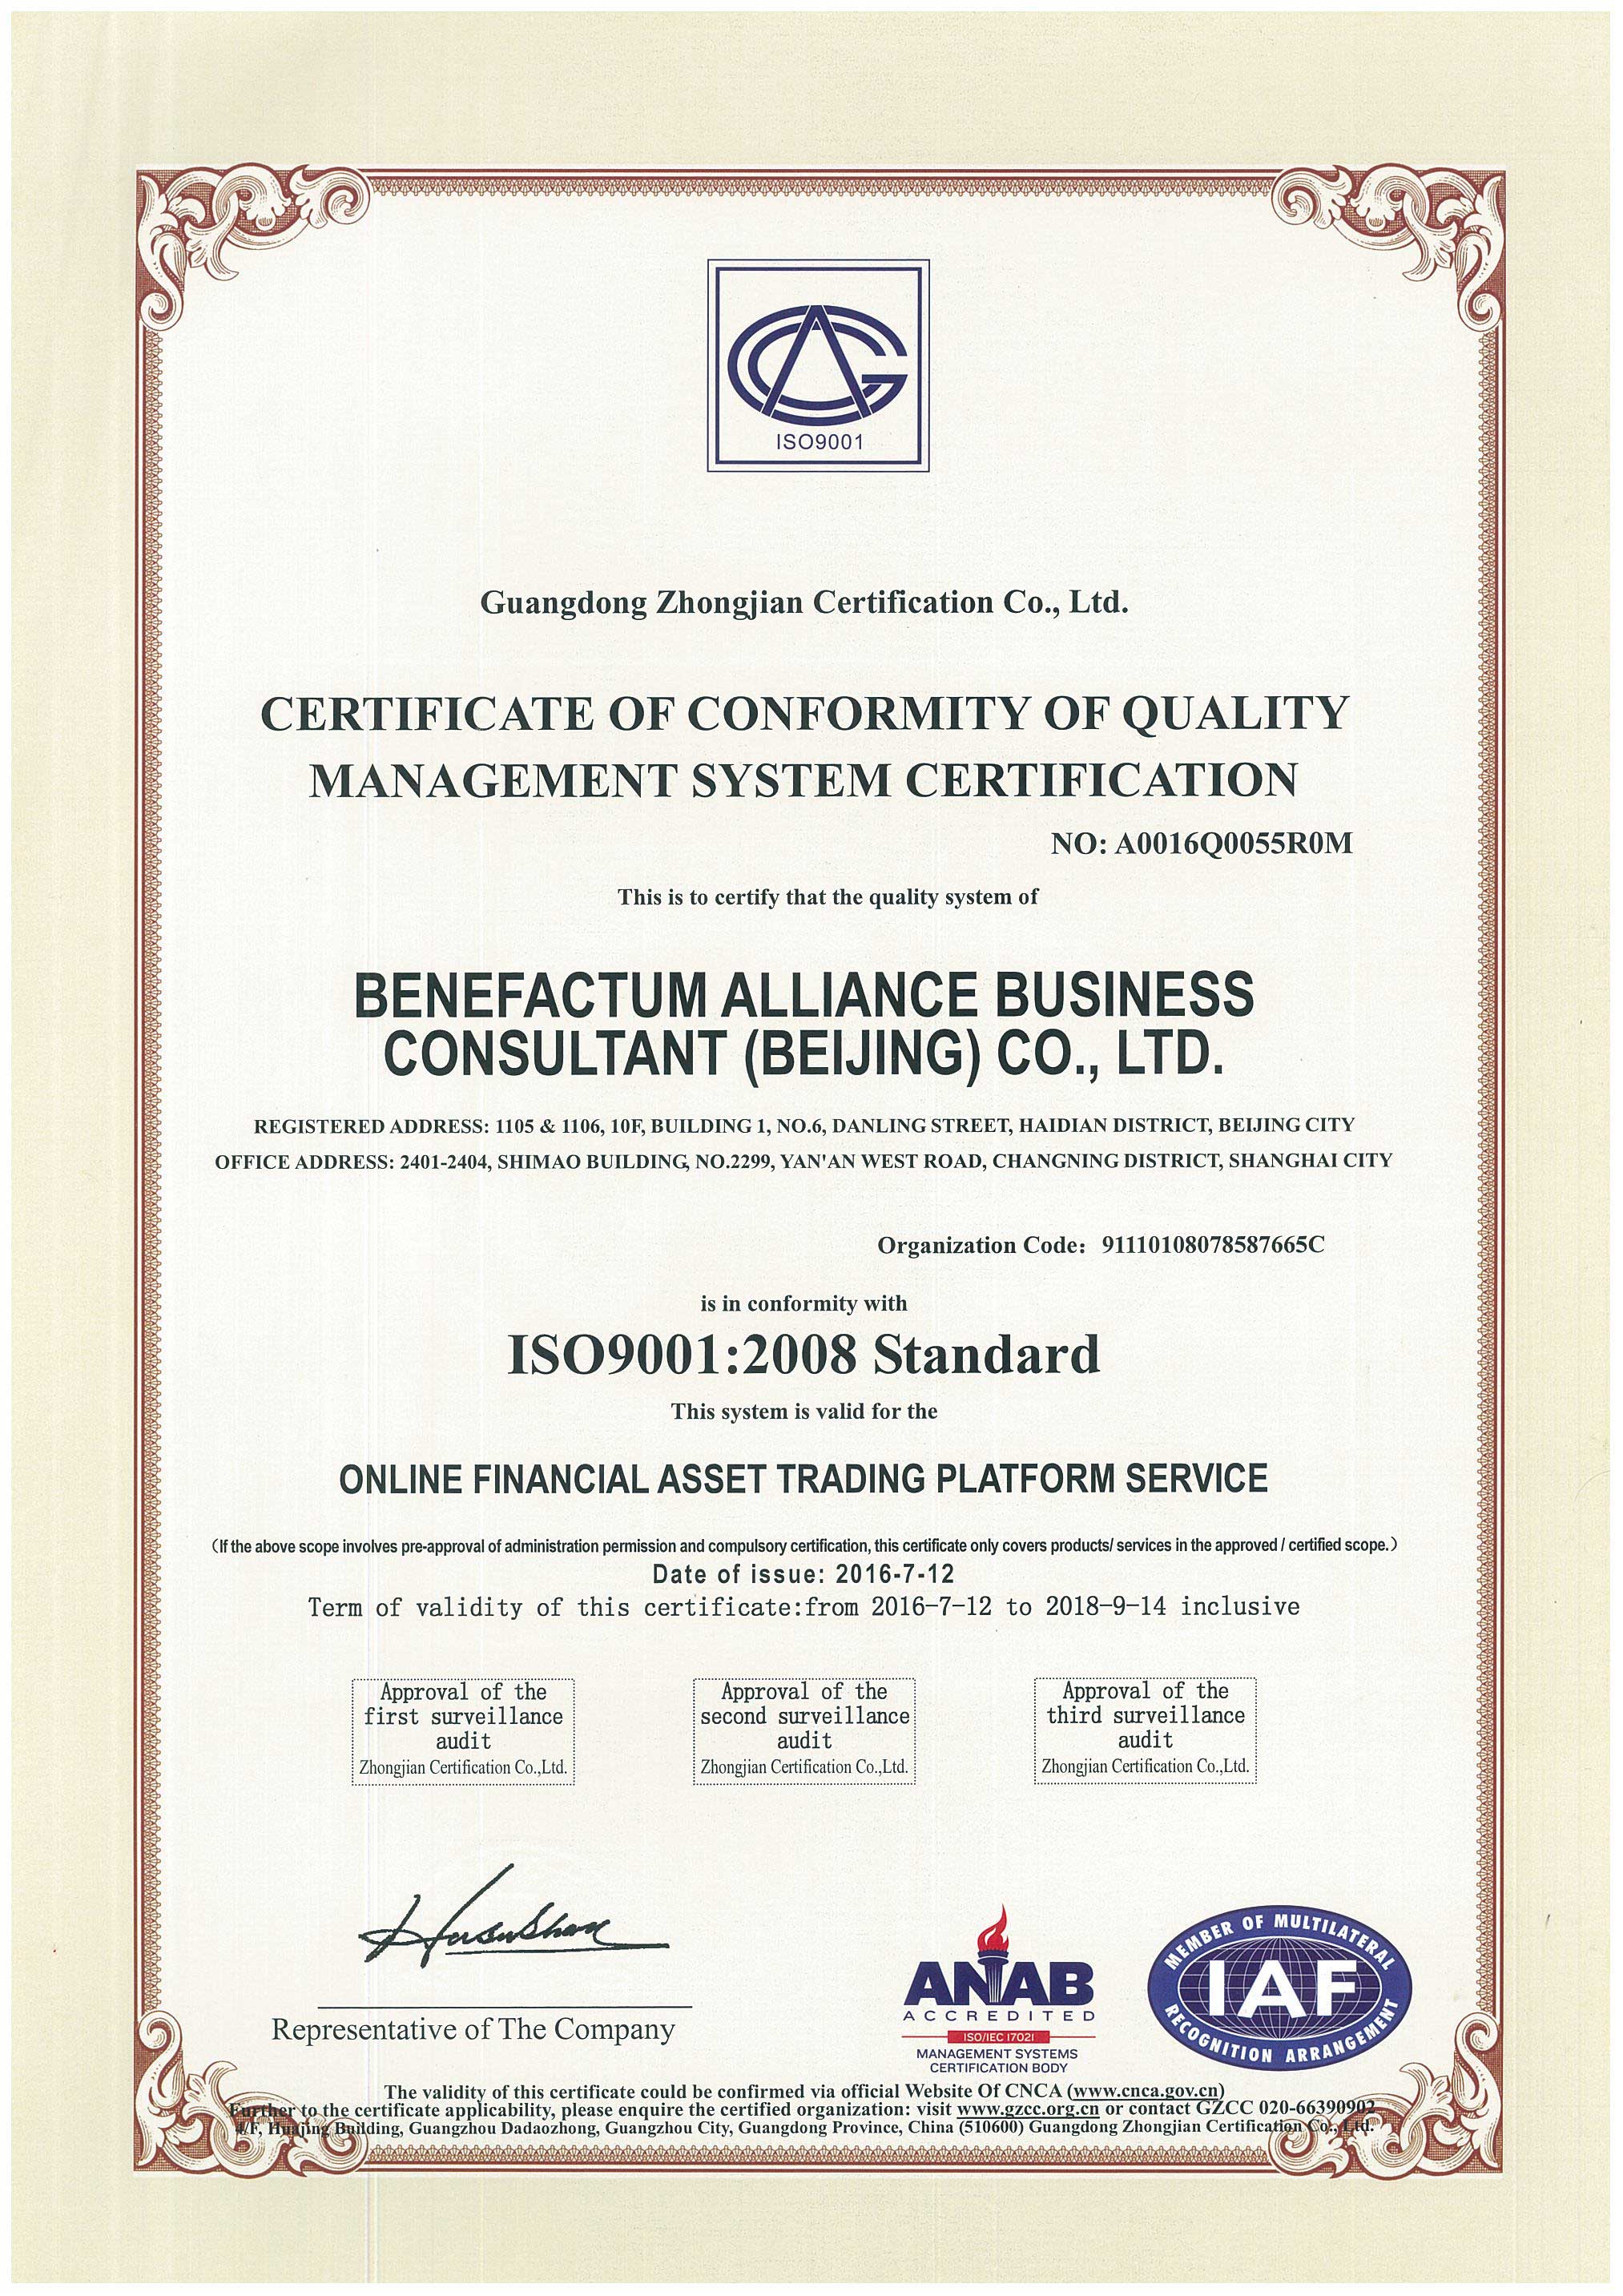 ISO9001
Guangdong Zhongjian Certification Co., Ltd.
CERTIFICATE OF CONFORMITY OF QUALITY
MANAGEMENT SYSTEM CERTIFICATION
NO: A0016Q0055R0M
This is to certify that the quality system of
BENEFACTUM ALLIANCE BUSINESS
CONSULTANT (BEIJING) CO., LTD.
REGISTERED ADDRESS: 1105 & 1106, 10F, BUILDING 1, NO.6, DANLING STREET, HAIDIAN DISTRICT, BEIJING CITY
OFFICE ADDRESS: 2401-2404, SHIMAO BUILDING, NO.2299, YAN'AN WEST ROAD, CHANGNING DISTRICT, SHANGHAI CITY
Organization Code: 91110108078587665C
is in conformity with
ISO9001:2008 Standard
This system is valid for the
ONLINE FINANCIAL ASSET TRADING PLATFORM SERVICE
(If the above scope involves pre-approval of administration permission and compulsory certification, this certificate only covers products/ services in the approved / certified scope.)
Date of issue: 2016-7-12
Term of validity of this certificate:from 2016-7-12 to 2018-9-14 inclusive
Approval of the
first surveillance
audit
Zhongjian Certification Co.,Ltd.
Approval of the
second surveillance
audit
Zhongjian Certification Co.,Ltd.
Approval of the
third surveillance
audit
Zhongjian Certification Co.,Ltd.
Representative of The Company
ANAB
ACCREDITED
ISO/IEC 17021
MANAGEMENT SYSTEMS
CERTIFICATION BODY
MEMBER OF MULTILATERAL
IAF
RECOGNITION ARRANGEMENT
The validity of this certificate could be confirmed via official Website Of CNCA (www.cnca.gov.cn)
Further to the certificate applicability, please enquire the certified organization: visit www.gzcc.org.cn or contact GZCC 020-66390902
4/F, Huajing Building, Guangzhou Dadaozhong, Guangzhou City, Guangdong Province, China (510600) Guangdong Zhongjian Certification Co., Ltd.